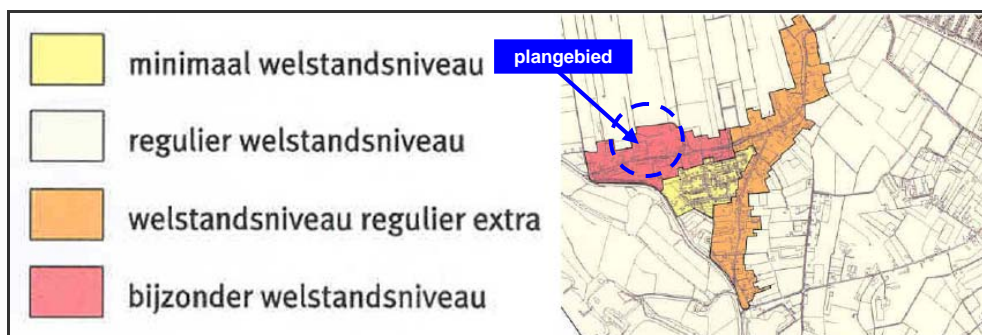 minimaal welstandsniveau
regulier welstandsniveau
welstandsniveau regulier extra
bijzonder welstandsniveau
plangebied